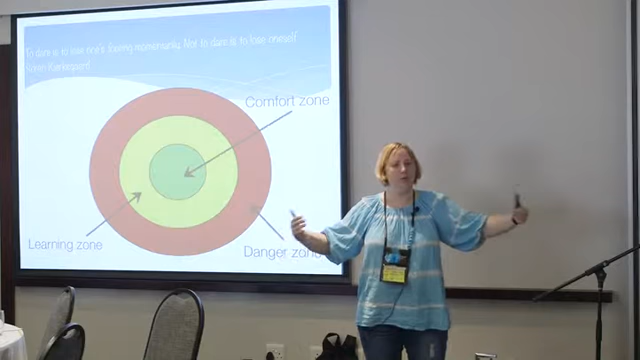 To dare is to lose one's footing momentarily. Not to dare is to lose oneself.
Soren Kierkegaard
Comfort zone
Learning zone
Danger zone